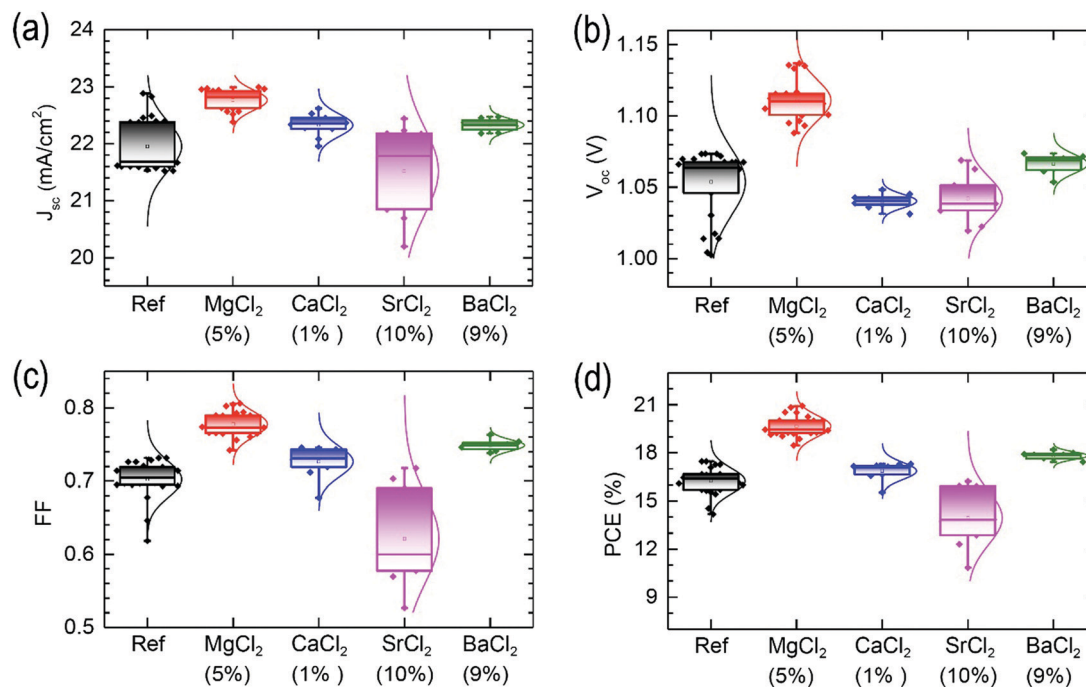 (a)
24
23
22
21
20
J_sc (mA/cm²)
Ref MgCl₂ CaCl₂ SrCl₂ BaCl₂
(5%) (1% ) (10%) (9%)
(b)
1.15
1.10
1.05
1.00
V_oc (V)
Ref MgCl₂ CaCl₂ SrCl₂ BaCl₂
(5%) (1% ) (10%) (9%)
(c)
0.8
0.7
0.6
0.5
FF
Ref MgCl₂ CaCl₂ SrCl₂ BaCl₂
(5%) (1% ) (10%) (9%)
(d)
21
18
15
12
9
PCE (%)
Ref MgCl₂ CaCl₂ SrCl₂ BaCl₂
(5%) (1% ) (10%) (9%)